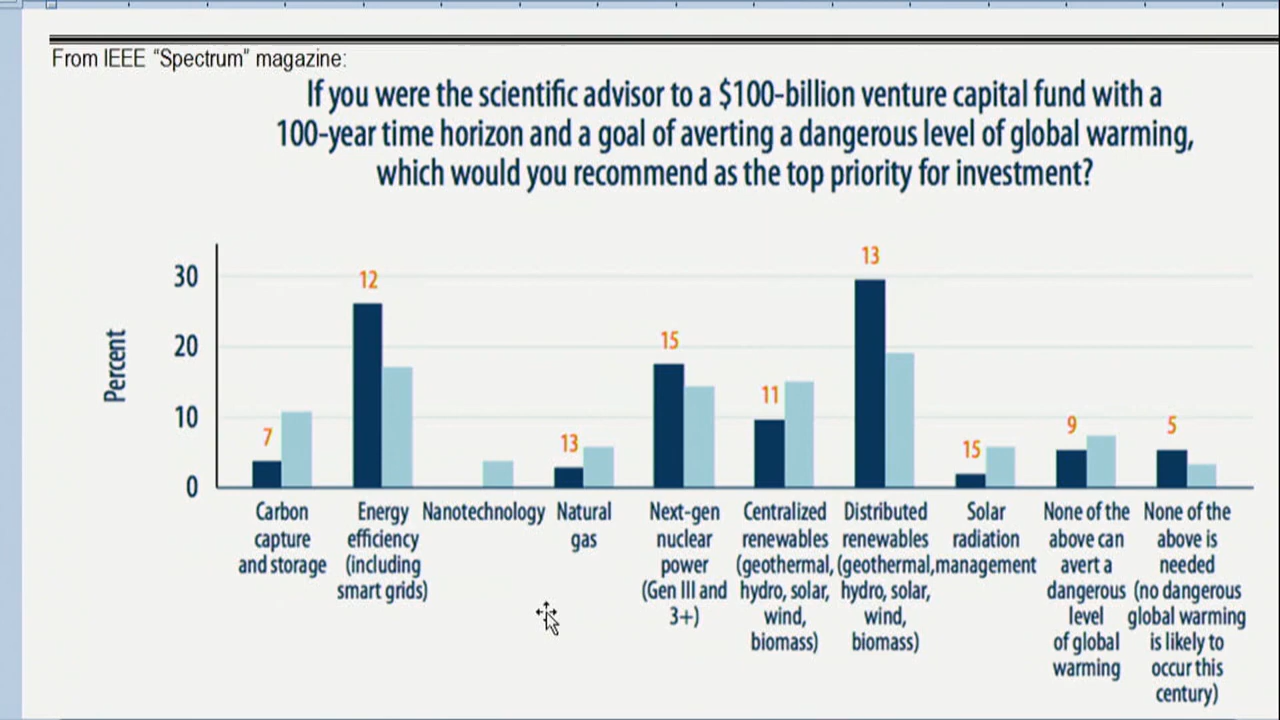 From IEEE “Spectrum” magazine:
If you were the scientific advisor to a $100-billion venture capital fund with a
100-year time horizon and a goal of averting a dangerous level of global warming,
which would you recommend as the top priority for investment?
Percent
30
20
10
0
7
12
13
15
11
13
15
9
5
Carbon
capture
and storage
Energy
efficiency
(including
smart grids)
Nanotechnology
Natural
gas
Next-gen
nuclear
power
(Gen III and
3+)
Centralized
renewables
(geothermal,
hydro, solar,
wind,
biomass)
Distributed
renewables
(geothermal,
hydro, solar,
wind,
biomass)
Solar
radiation
management
None of the
above can
avert a
dangerous
level
of global
warming
None of the
above is
needed
(no dangerous
global warming
is likely to
occur this
century)